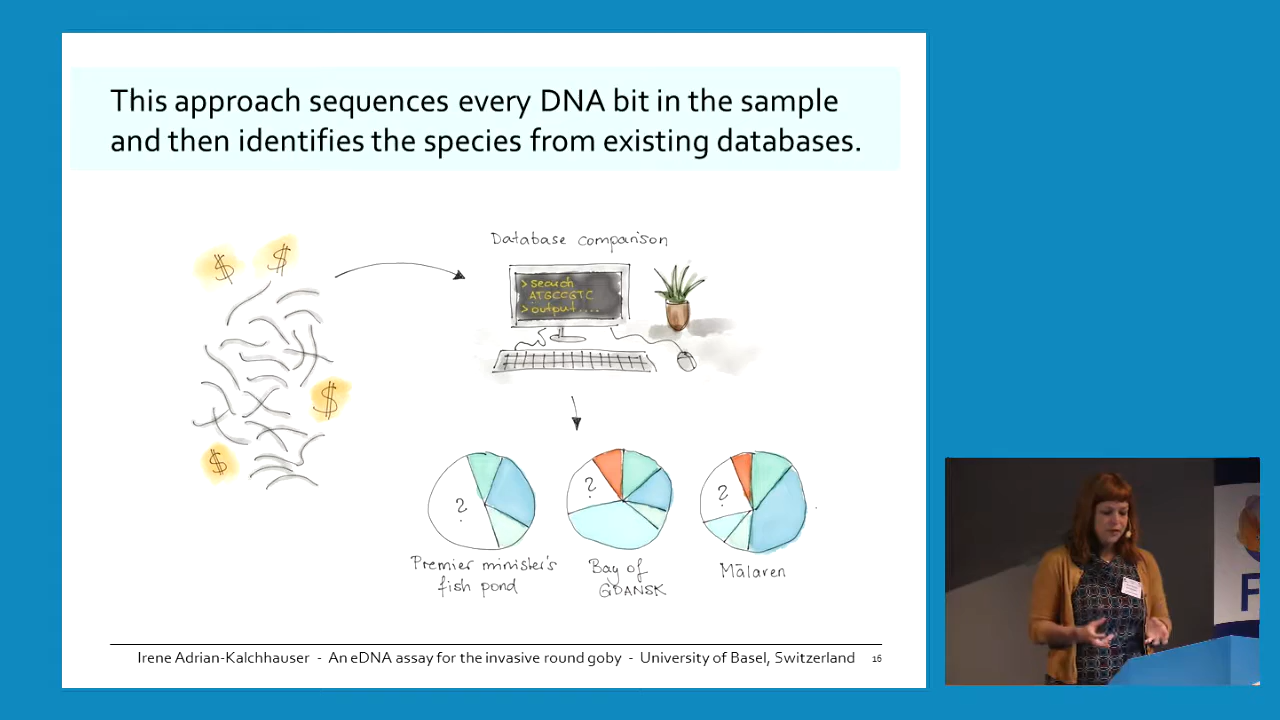 This approach sequences every DNA bit in the sample
and then identifies the species from existing databases.
Database comparison
$ $
> search
ATGCCGTC
> output....
$
$
?
?
?
Premier minister's
fish pond
Bay of
GDANSK
Mälaren
Irene Adrian-Kalchhauser - An eDNA assay for the invasive round goby - University of Basel, Switzerland 16
F